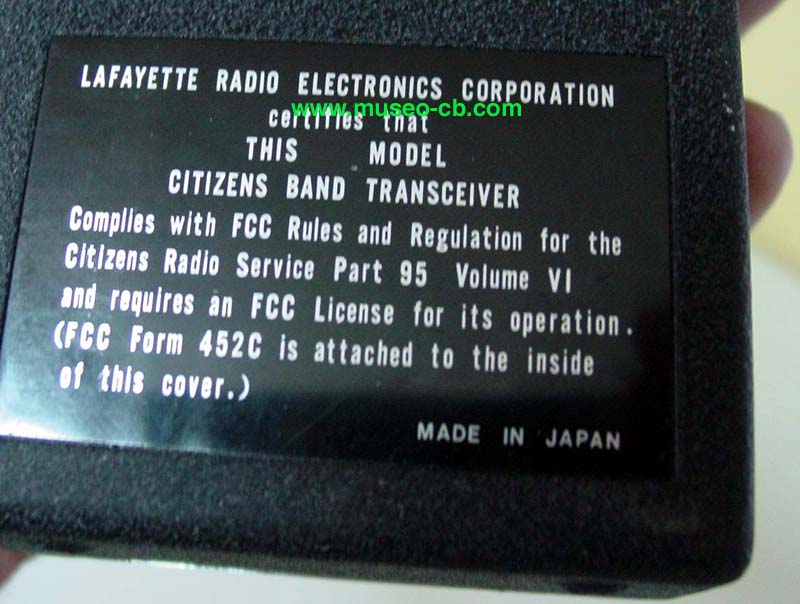 LAFAYETTE RADIO ELECTRONICS CORPORATION
www.museo-cb.com
certifies that
THIS MODEL
CITIZENS BAND TRANSCEIVER
Complies with FCC Rules and Regulation for the
Citizens Radio Service Part 95 Volume VI
and requires an FCC License for its operation.
(FCC Form 452C is attached to the inside
of this cover.)
MADE IN JAPAN